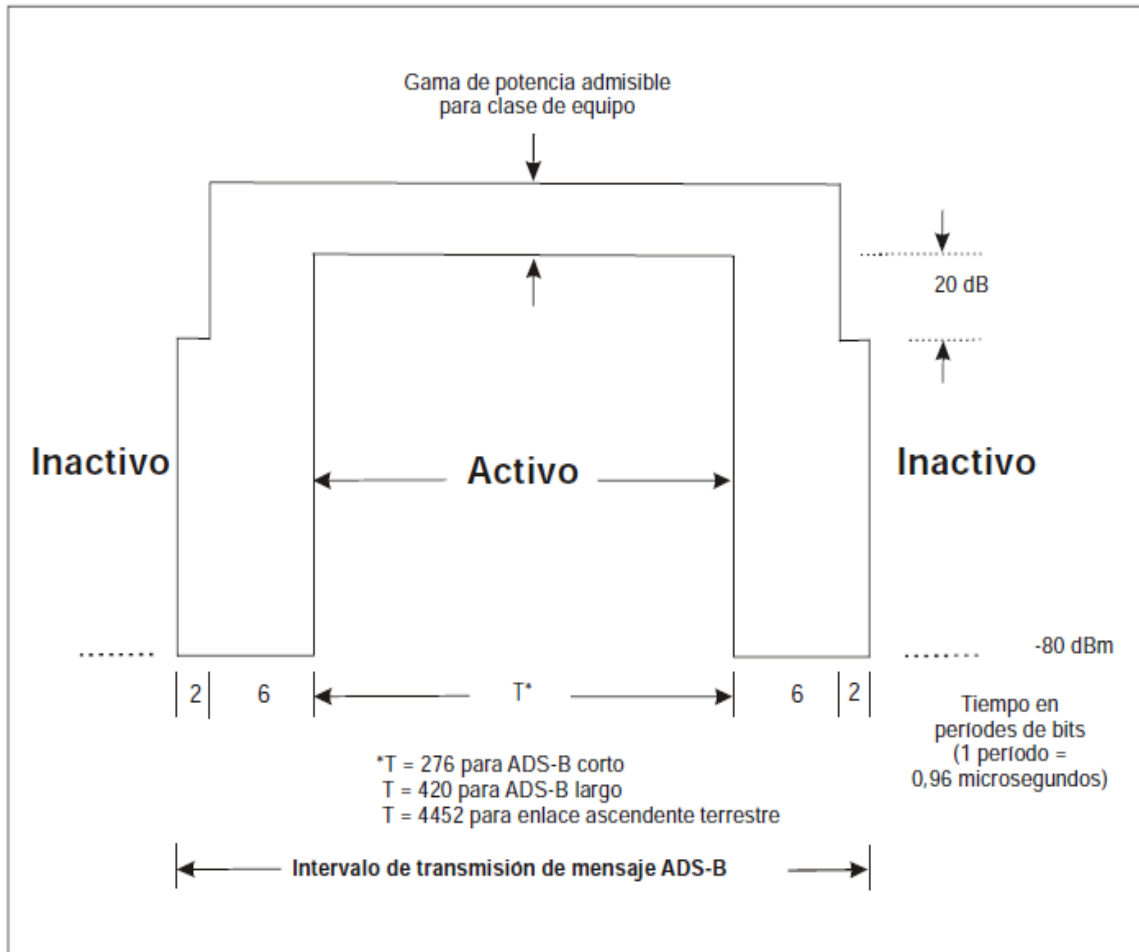 Gama de potencia admisible
para clase de equipo
20 dB
Inactivo
Activo
Inactivo
-80 dBm
2
6
T*
6
2
Tiempo en
períodes de bits
(1 período =
0,96 microsegundos)
*T = 276 para ADS-B corto
T = 420 para ADS-B largo
T = 4452 para enlace ascendente terrestre
Intervalo de transmisión de mensaje ADS-B